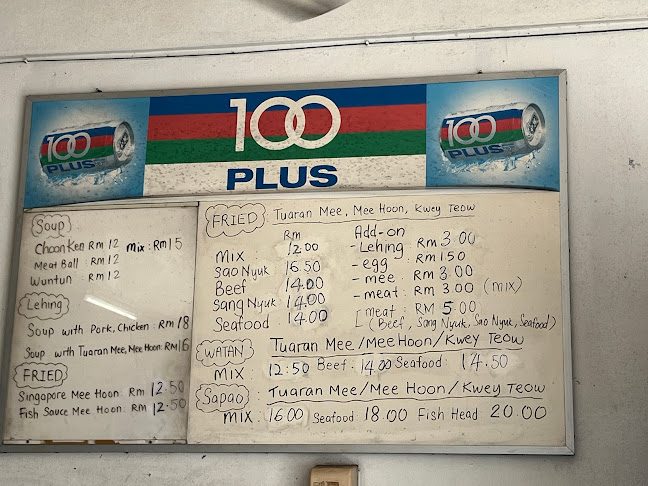 100
PLUS
100
PLUS
100
PLUS
Soup
Choon Ken RM 12 mix : RM 15
Meat Ball : RM 12
Wuntun : RM 12
Lehing
Soup with Pork, Chicken : RM 18
Soup with Tuaran Mee, Mee Hoon: RM 16
FRIED
Singapore Mee Hoon: RM 12.50
Fish Sauce Mee Hoon: RM 12.50
FRIED : Tuaran Mee, Mee Hoon, Kwey Teow
RM Add-on
Mix : 12.00 - Lehing : RM 3.00
Sao Nyuk : 16.50 - egg : RM 1.50
Beef : 14.00 - mee : RM 3.00
Sang Nyuk : 14.00 - meat : RM 3.00 (mix)
Seafood : 14.00 [ meat : RM 5.00
(Beef, Sang Nyuk, Sao Nyuk, Seafood)
WATAN : Tuaran Mee/Mee Hoon/Kwey Teow
MIX : 12.50 Beef : 14.00 Seafood : 14.50
Sapao : Tuaran Mee/Mee Hoon/Kwey Teow
MIX : 16.00 Seafood 18.00 Fish Head 20.00